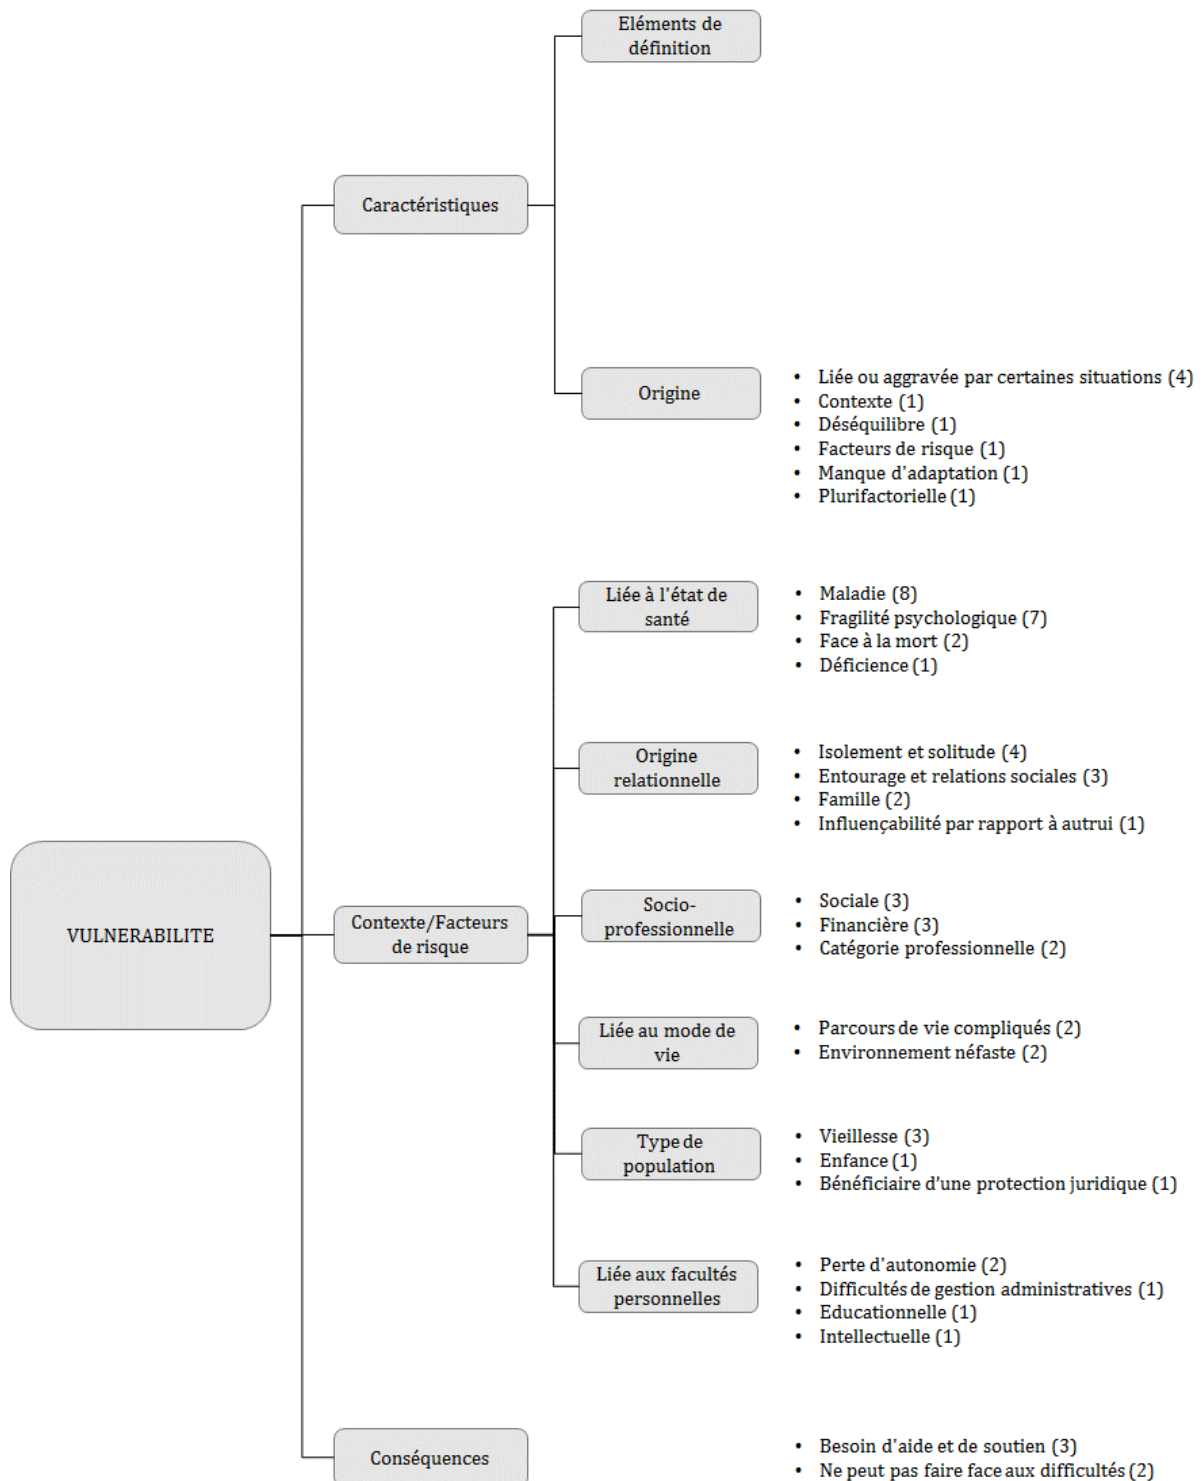 Eléments de
définition
Caractéristiques
Origine
• Liée ou aggravée par certaines situations (4)
• Contexte (1)
• Déséquilibre (1)
• Facteurs de risque (1)
• Manque d'adaptation (1)
• Plurifactorielle (1)
Liée à l'état de
santé
• Maladie (8)
• Fragilité psychologique (7)
• Face à la mort (2)
• Déficience (1)
Origine
relationnelle
• Isolement et solitude (4)
• Entourage et relations sociales (3)
• Famille (2)
• Influençabilité par rapport à autrui (1)
VULNERABILITE
Contexte/Facteurs
de risque
Socio-
professionnelle
• Sociale (3)
• Financière (3)
• Catégorie professionnelle (2)
Liée au mode de
vie
• Parcours de vie compliqués (2)
• Environnement néfaste (2)
Type de
population
• Vieillesse (3)
• Enfance (1)
• Bénéficiaire d'une protection juridique (1)
Liée aux facultés
personnelles
• Perte d'autonomie (2)
• Difficultés de gestion administratives (1)
• Educationnelle (1)
• Intellectuelle (1)
Conséquences
• Besoin d'aide et de soutien (3)
• Ne peut pas faire face aux difficultés (2)